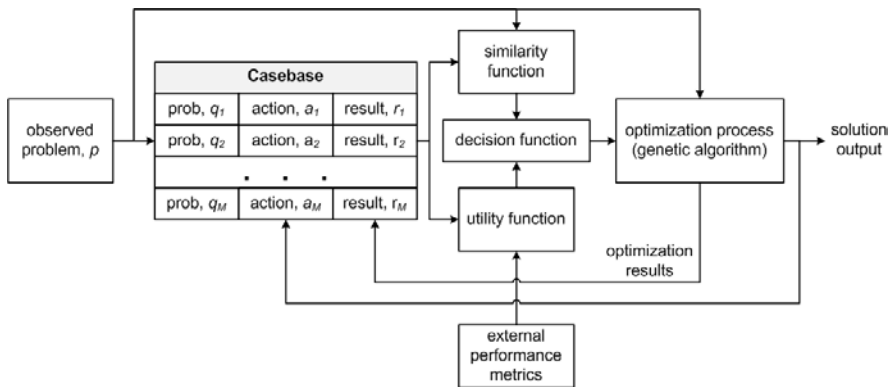 observed
problem, p
Casebase
prob, q1 action, a1 result, r1
prob, q2 action, a2 result, r2
. . .
prob, qM action, aM result, rM
similarity
function
decision function
utility function
external
performance
metrics
optimization process
(genetic algorithm)
optimization
results
solution
output